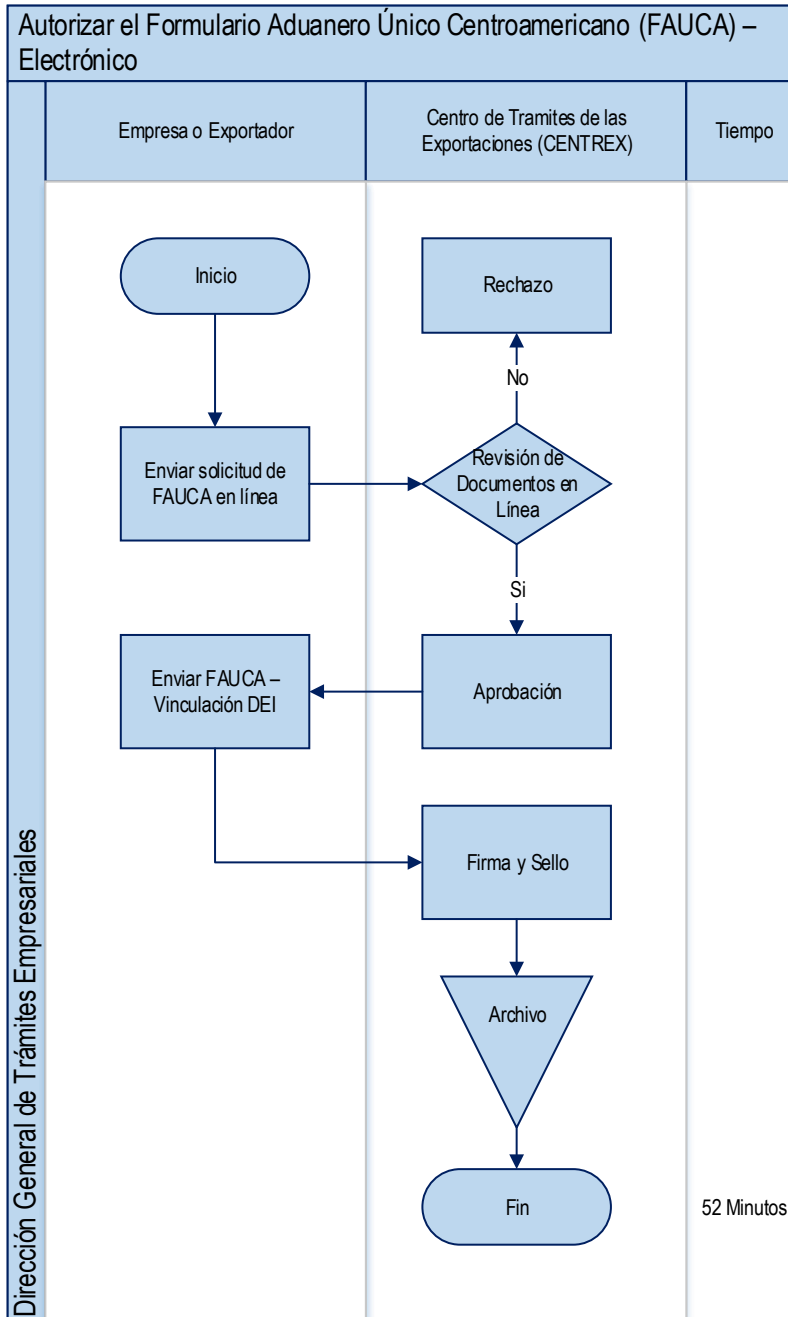 Autorizar el Formulario Aduanero Único Centroamericano (FAUCA) –
Electrónico
Dirección General de Trámites Empresariales
Empresa o Exportador
Centro de Tramites de las
Exportaciones (CENTREX)
Tiempo
Inicio
Rechazo
No
Enviar solicitud de
FAUCA en línea
Revisión de
Documentos en
Línea
Si
Enviar FAUCA –
Vinculación DEI
Aprobación
Firma y Sello
Archivo
Fin
52 Minutos